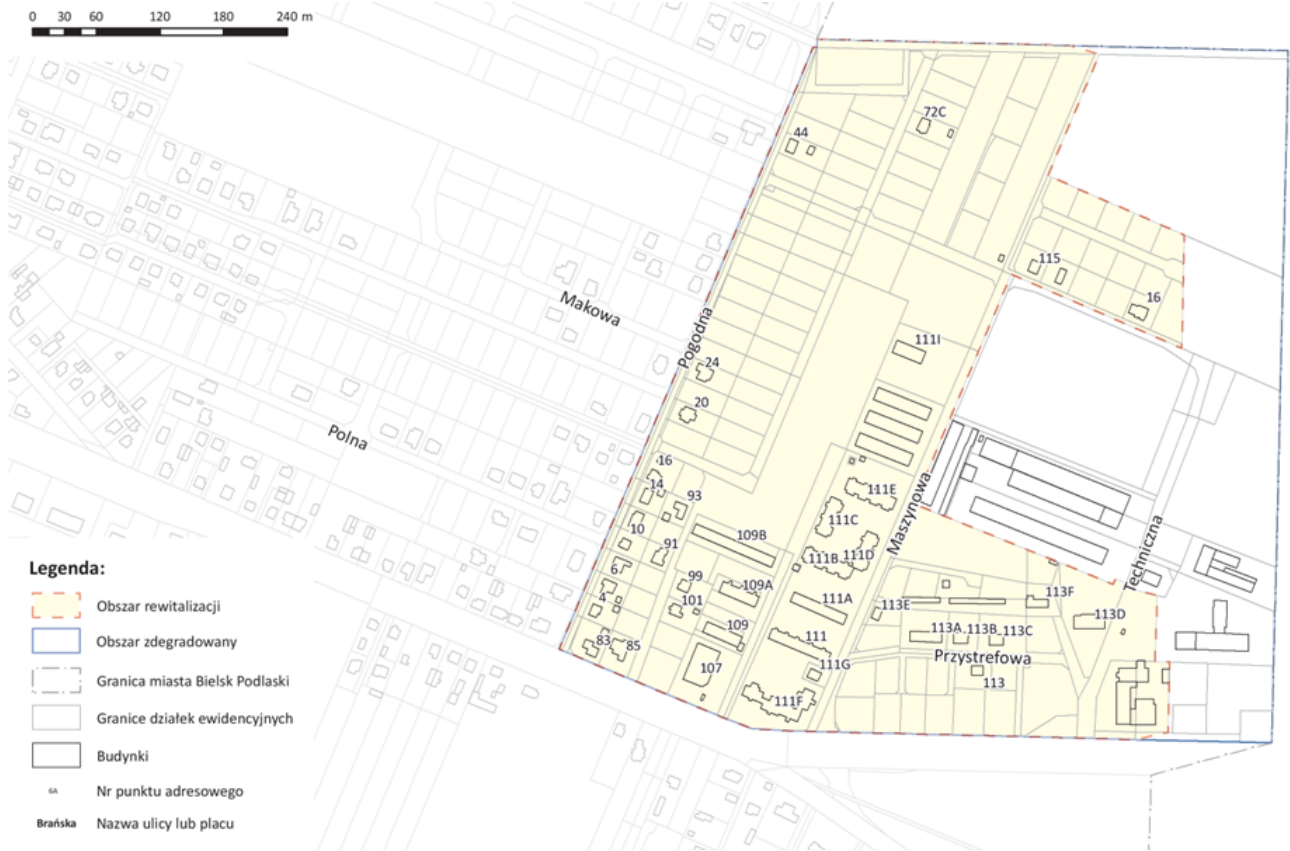 0 30 60 120 180 240 m
72C
44
115
16
Makowa
Pogodna
111I
24
20
Polna
16
14
93
111E
10
109B
111C
Maszynowa
91
111B
111D
Techniczna
6
99
109A
4
101
111A
113E
113F
113D
109
111
113A
113B
113C
83
85
107
111G
Przystrefowa
113
111F
Legenda:
Obszar rewitalizacji
Obszar zdegradowany
Granica miasta Bielsk Podlaski
Granice działek ewidencyjnych
Budynki
6A Nr punktu adresowego
Brańska Nazwa ulicy lub placu